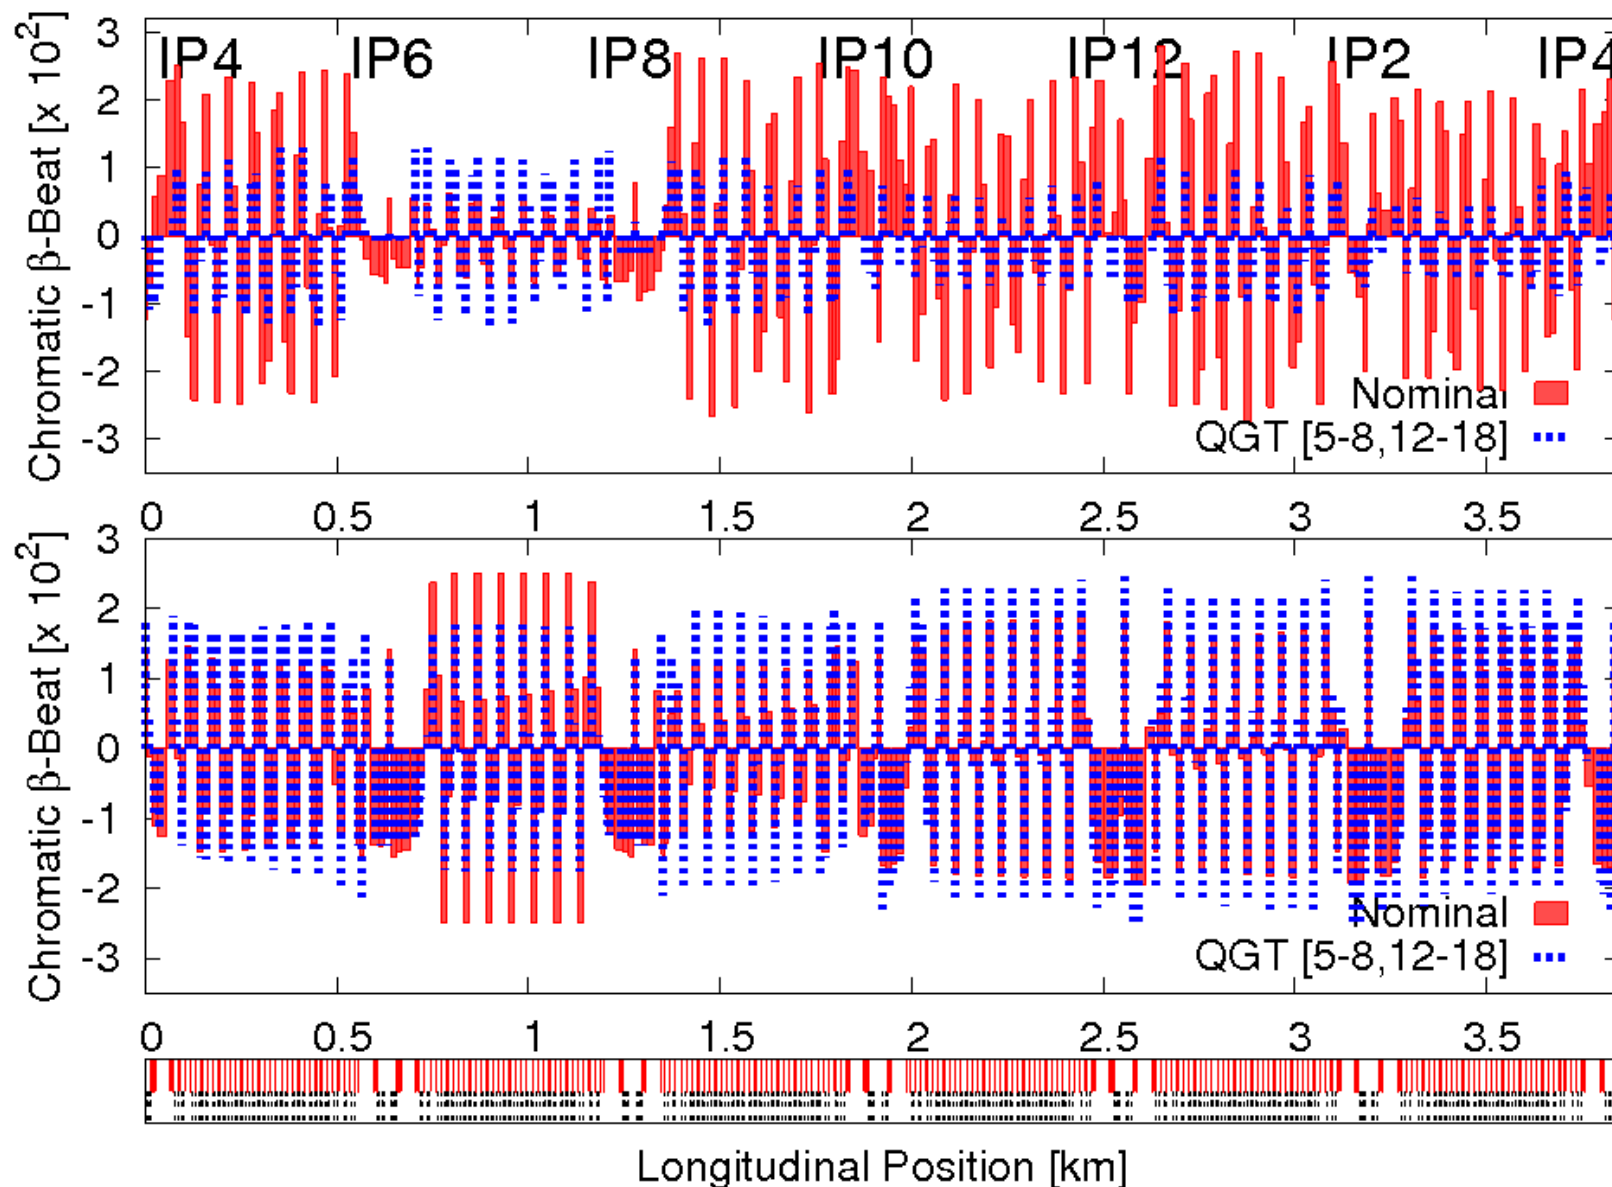 Chromatic β-Beat [x 10²]
3
2
1
0
-1
-2
-3
IP4 IP6 IP8 IP10 IP12 IP2 IP4
Nominal
QGT [5-8,12-18]
0 0.5 1 1.5 2 2.5 3 3.5
Chromatic β-Beat [x 10²]
3
2
1
0
-1
-2
-3
Nominal
QGT [5-8,12-18]
0 0.5 1 1.5 2 2.5 3 3.5
Longitudinal Position [km]